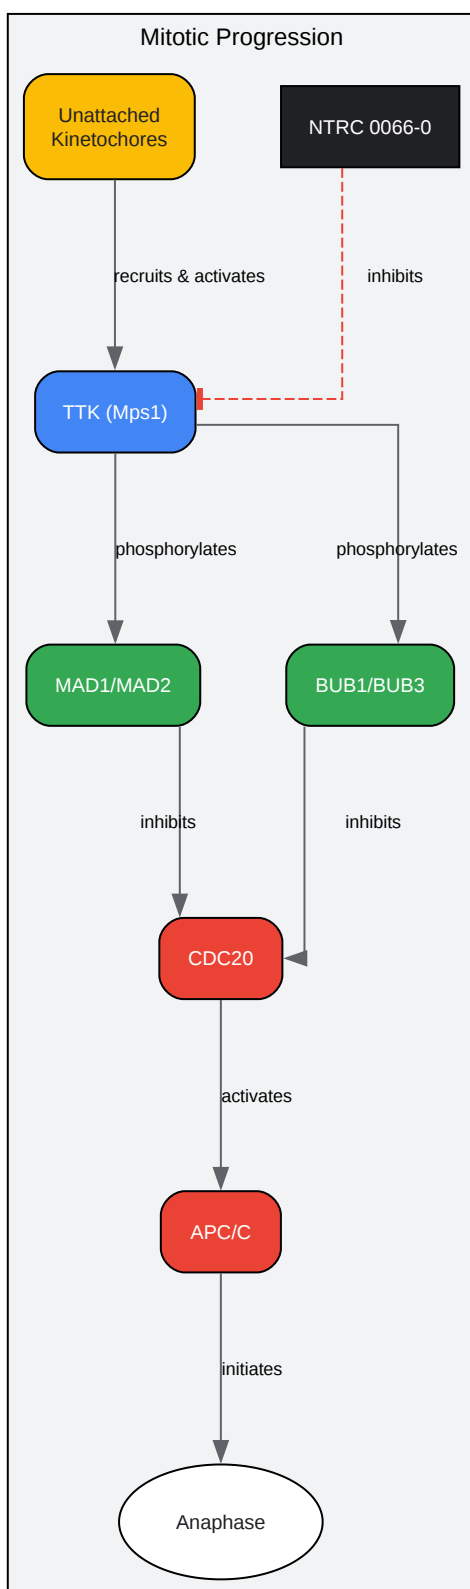 Mitotic Progression
Unattached
Kinetochores
NTRC 0066-0
recruits & activates
inhibits
TTK (Mps1)
phosphorylates
phosphorylates
MAD1/MAD2
BUB1/BUB3
inhibits
inhibits
CDC20
activates
APC/C
initiates
Anaphase